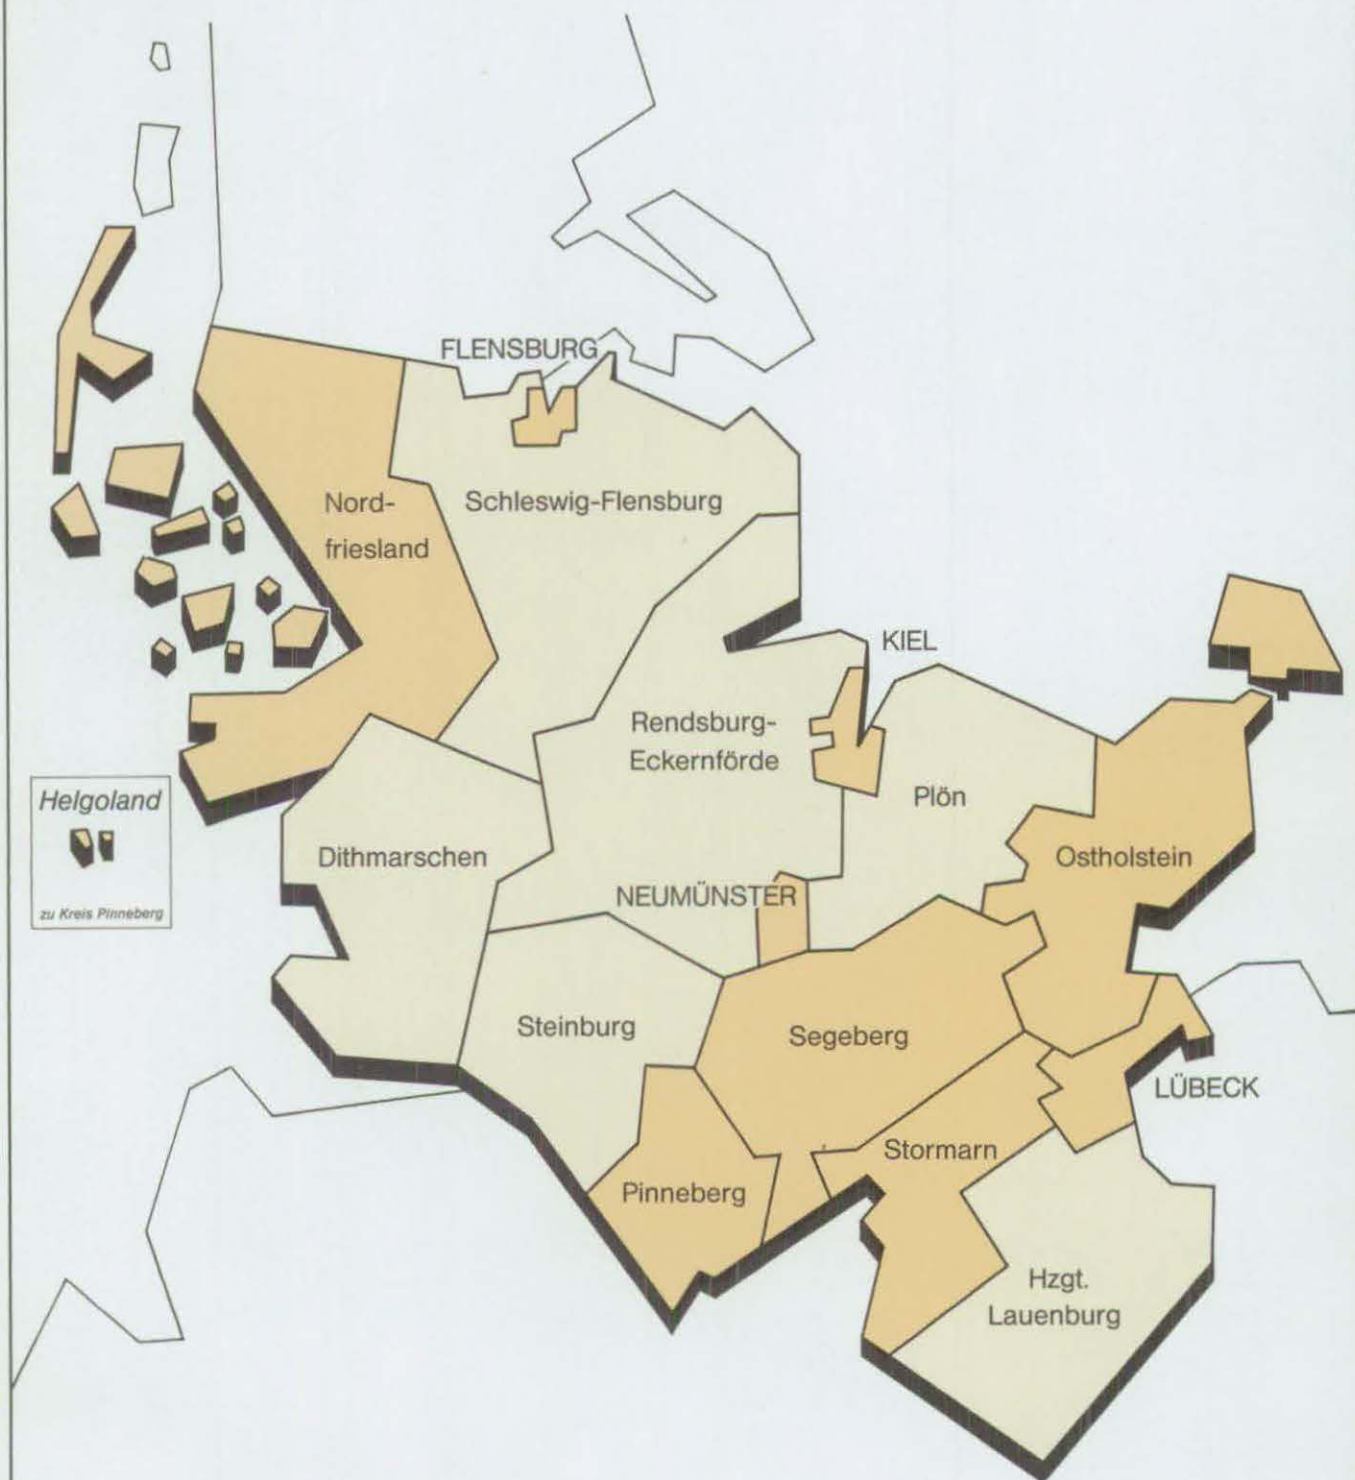 FLENSBURG
Nord-
friesland
Schleswig-Flensburg
KIEL
Rendsburg-
Eckernförde
Plön
Helgoland
zu Kreis Pinneberg
Dithmarschen
Ostholstein
NEUMÜNSTER
Steinburg
Segeberg
LÜBECK
Stormarn
Pinneberg
Hzgt.
Lauenburg